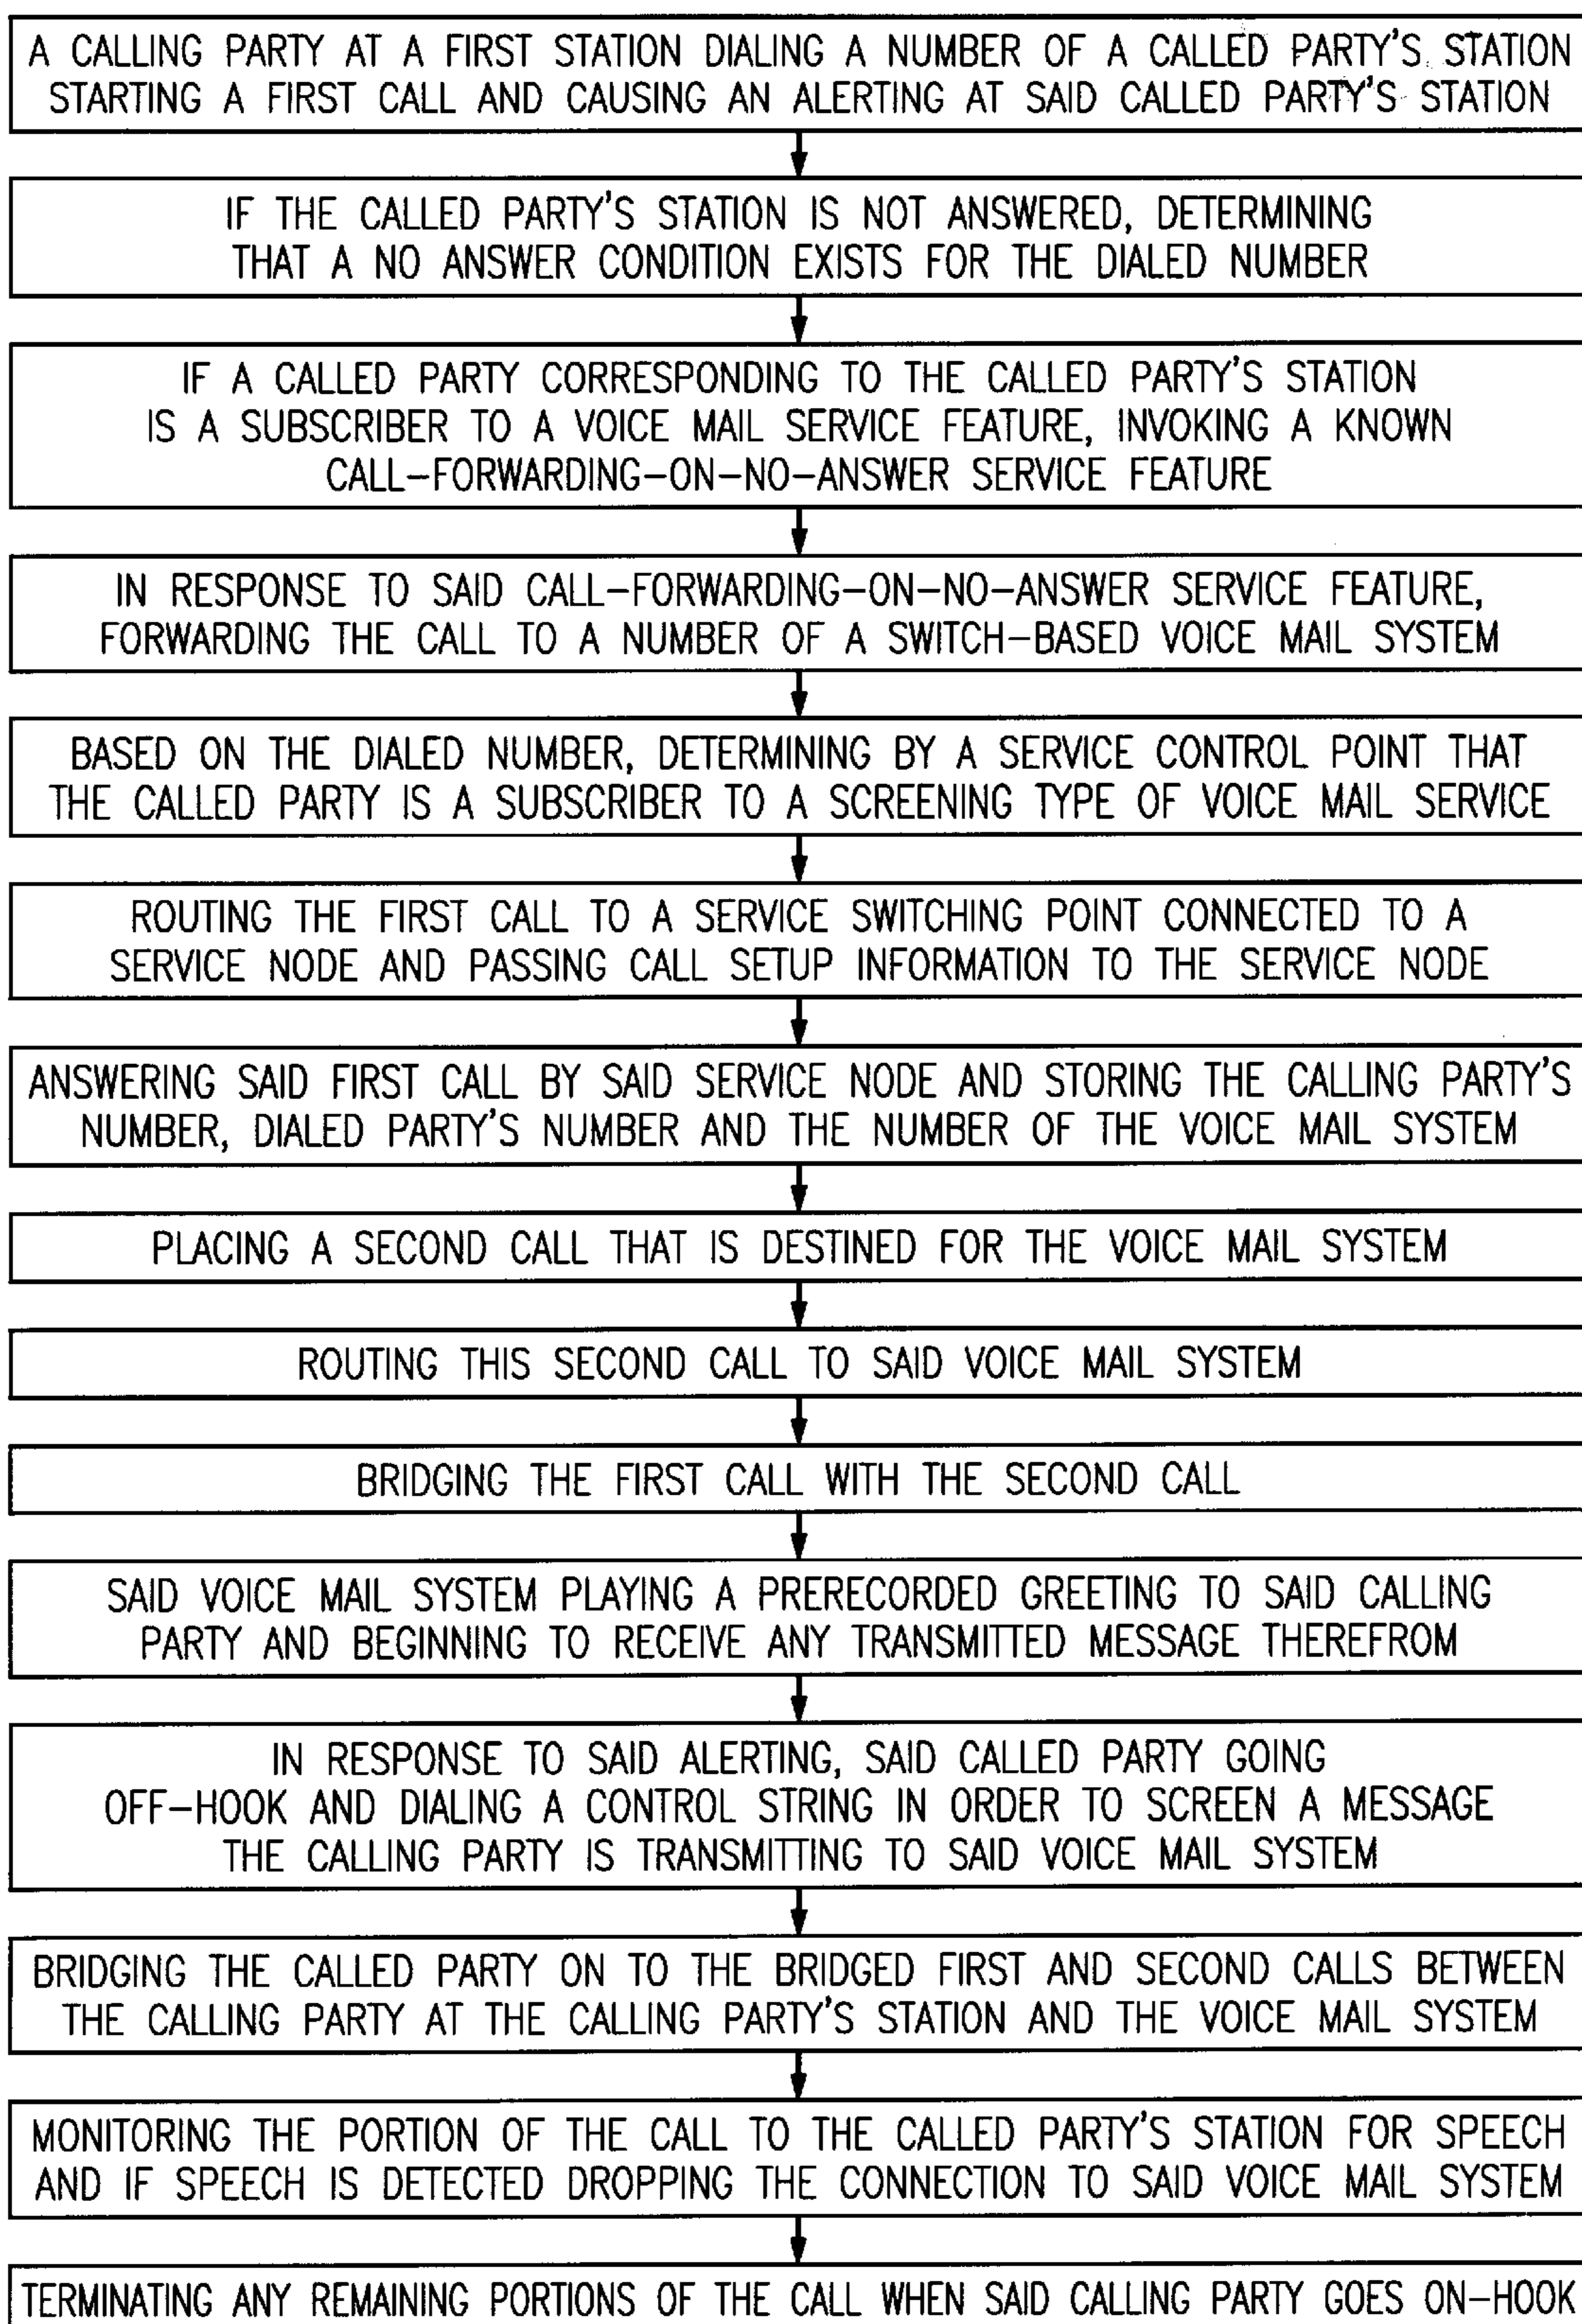 A CALLING PARTY AT A FIRST STATION DIALING A NUMBER OF A CALLED PARTY'S STATION
STARTING A FIRST CALL AND CAUSING AN ALERTING AT SAID CALLED PARTY'S STATION
IF THE CALLED PARTY'S STATION IS NOT ANSWERED, DETERMINING
THAT A NO ANSWER CONDITION EXISTS FOR THE DIALED NUMBER
IF A CALLED PARTY CORRESPONDING TO THE CALLED PARTY'S STATION
IS A SUBSCRIBER TO A VOICE MAIL SERVICE FEATURE, INVOKING A KNOWN
CALL-FORWARDING-ON-NO-ANSWER SERVICE FEATURE
IN RESPONSE TO SAID CALL-FORWARDING-ON-NO-ANSWER SERVICE FEATURE,
FORWARDING THE CALL TO A NUMBER OF A SWITCH-BASED VOICE MAIL SYSTEM
BASED ON THE DIALED NUMBER, DETERMINING BY A SERVICE CONTROL POINT THAT
THE CALLED PARTY IS A SUBSCRIBER TO A SCREENING TYPE OF VOICE MAIL SERVICE
ROUTING THE FIRST CALL TO A SERVICE SWITCHING POINT CONNECTED TO A
SERVICE NODE AND PASSING CALL SETUP INFORMATION TO THE SERVICE NODE
ANSWERING SAID FIRST CALL BY SAID SERVICE NODE AND STORING THE CALLING PARTY'S
NUMBER, DIALED PARTY'S NUMBER AND THE NUMBER OF THE VOICE MAIL SYSTEM
PLACING A SECOND CALL THAT IS DESTINED FOR THE VOICE MAIL SYSTEM
ROUTING THIS SECOND CALL TO SAID VOICE MAIL SYSTEM
BRIDGING THE FIRST CALL WITH THE SECOND CALL
SAID VOICE MAIL SYSTEM PLAYING A PRERECORDED GREETING TO SAID CALLING
PARTY AND BEGINNING TO RECEIVE ANY TRANSMITTED MESSAGE THEREFROM
IN RESPONSE TO SAID ALERTING, SAID CALLED PARTY GOING
OFF-HOOK AND DIALING A CONTROL STRING IN ORDER TO SCREEN A MESSAGE
THE CALLING PARTY IS TRANSMITTING TO SAID VOICE MAIL SYSTEM
BRIDGING THE CALLED PARTY ON TO THE BRIDGED FIRST AND SECOND CALLS BETWEEN
THE CALLING PARTY AT THE CALLING PARTY'S STATION AND THE VOICE MAIL SYSTEM
MONITORING THE PORTION OF THE CALL TO THE CALLED PARTY'S STATION FOR SPEECH
AND IF SPEECH IS DETECTED DROPPING THE CONNECTION TO SAID VOICE MAIL SYSTEM
TERMINATING ANY REMAINING PORTIONS OF THE CALL WHEN SAID CALLING PARTY GOES ON-HOOK